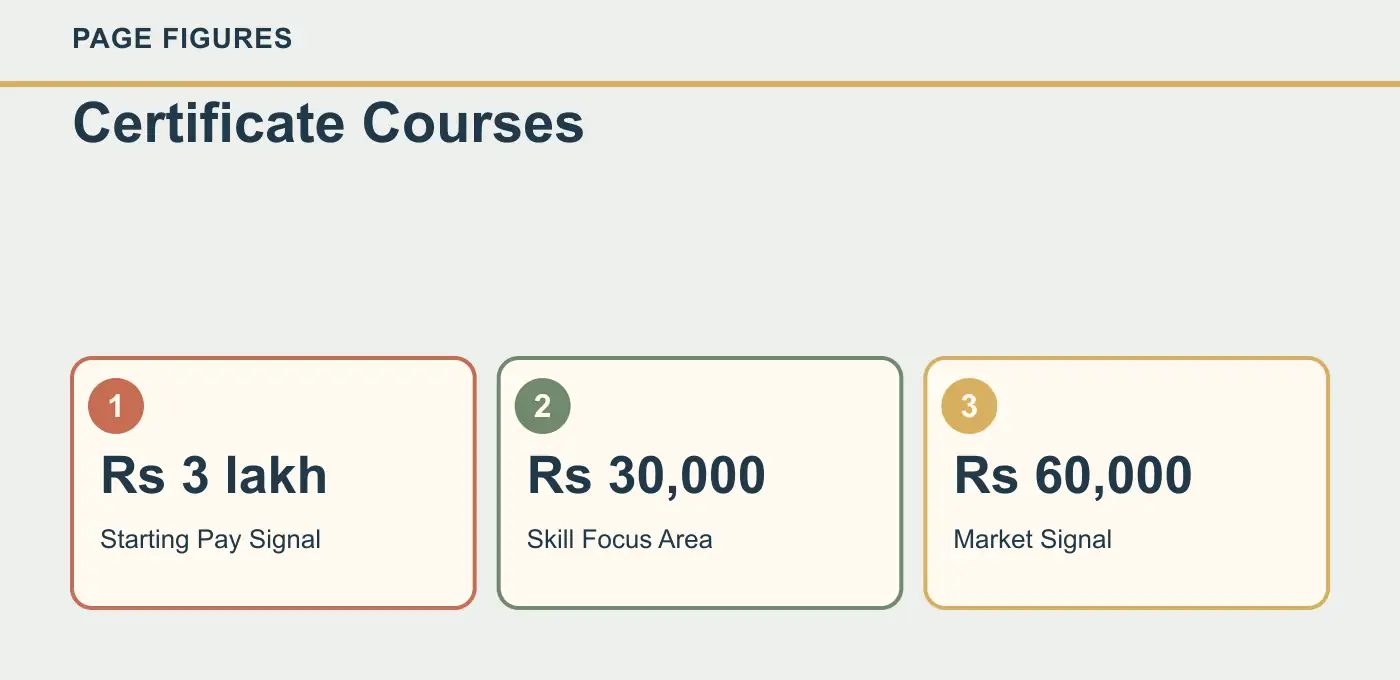 PAGE FIGURES
Certificate Courses
1
Rs 3 lakh
Starting Pay Signal
2
Rs 30,000
Skill Focus Area
3
Rs 60,000
Market Signal